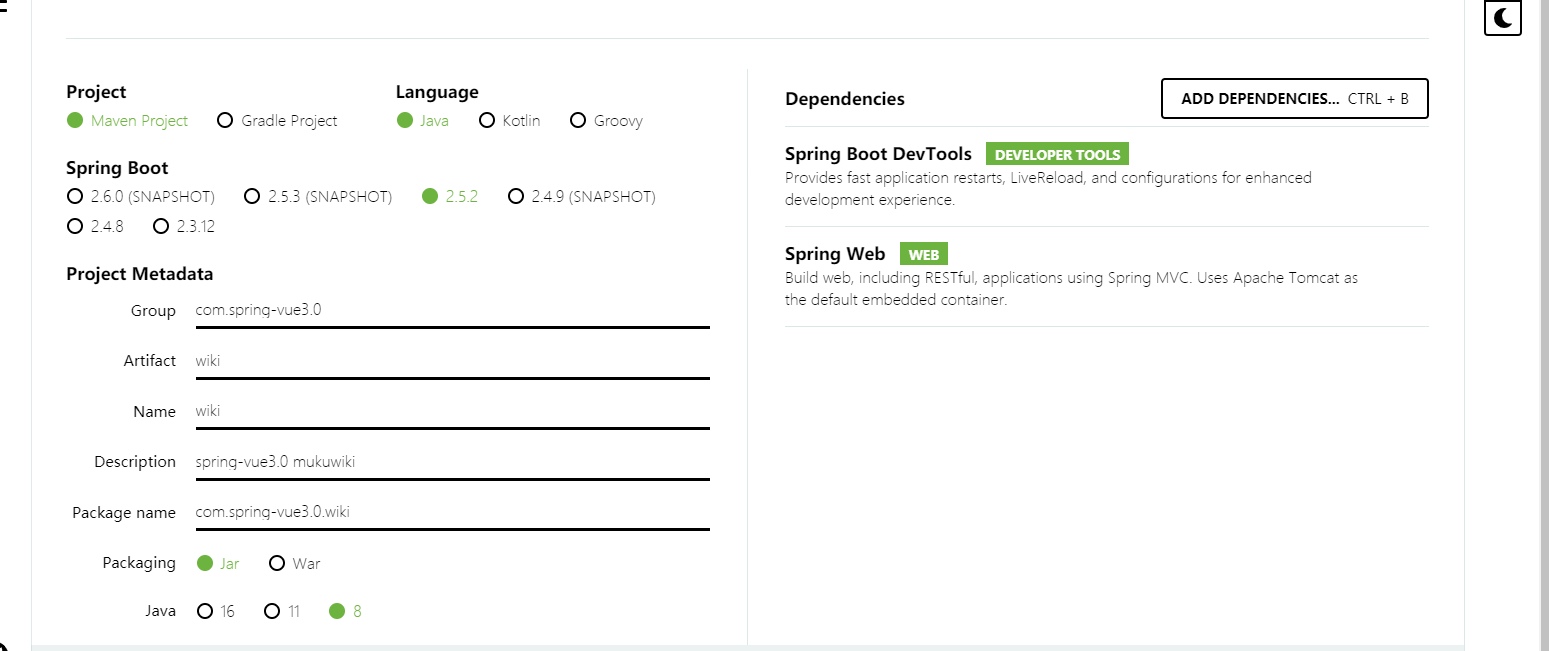 Project
Maven Project Gradle Project
Language
Java Kotlin Groovy
Spring Boot
2.6.0 (SNAPSHOT) 2.5.3 (SNAPSHOT) 2.5.2 2.4.9 (SNAPSHOT)
2.4.8 2.3.12
Project Metadata
Group com.spring-vue3.0
Artifact wiki
Name wiki
Description spring-vue3.0 mukuwiki
Package name com.spring-vue3.0.wiki
Packaging Jar War
Java 16 11 8
Dependencies
ADD DEPENDENCIES... CTRL + B
Spring Boot DevTools DEVELOPER TOOLS
Provides fast application restarts, LiveReload, and configurations for enhanced
development experience.
Spring Web WEB
Build web, including RESTful, applications using Spring MVC. Uses Apache Tomcat as
the default embedded container.